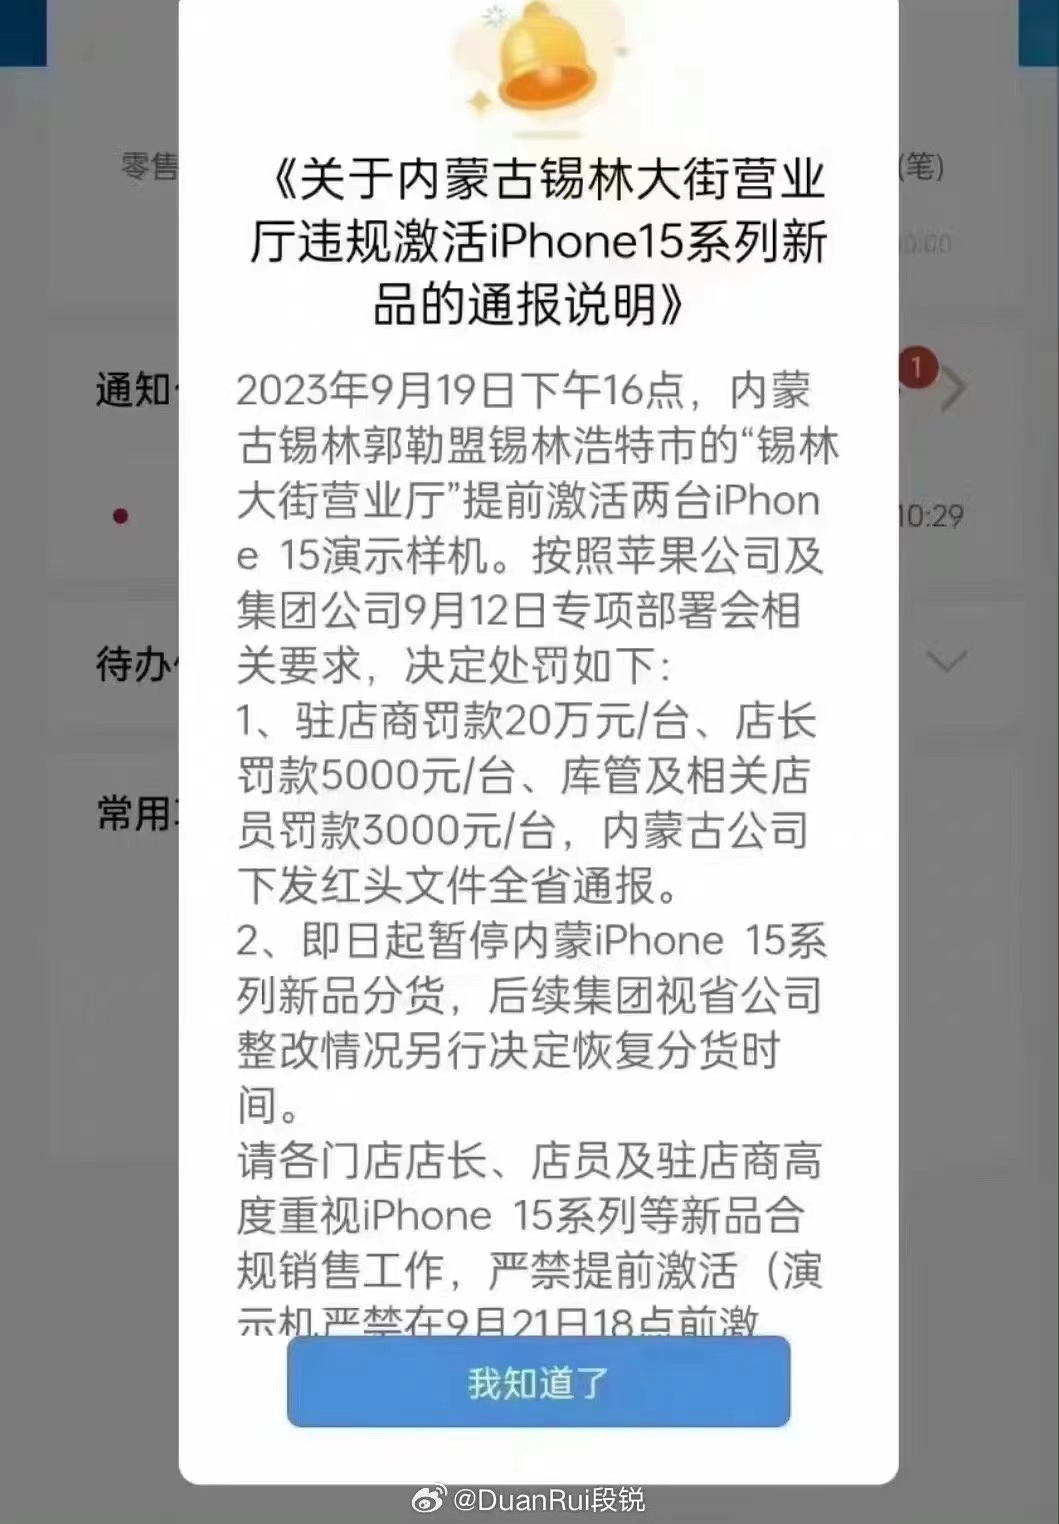 《关于内蒙古锡林大街营业
厅违规激活iPhone15系列新
品的通报说明》
零售
(笔)
通知
1
2023年9月19日下午16点，内蒙
古锡林郭勒盟锡林浩特市的“锡林
大街营业厅”提前激活两台iPhon
10:29
e 15演示样机。按照苹果公司及
集团公司9月12日专项部署会相
待办
关要求，决定处罚如下：
1、驻店商罚款20万元/台、店长
罚款5000元/台、库管及相关店
常用
员罚款3000元/台，内蒙古公司
下发红头文件全省通报。
2、即日起暂停内蒙iPhone 15系
列新品分货，后续集团视省公司
整改情况另行决定恢复分货时
间。
请各门店店长、店员及驻店商高
度重视iPhone 15系列等新品合
规销售工作，严禁提前激活（演
示机严禁在9月21日18点前激
我知道了
@DuanRui段锐